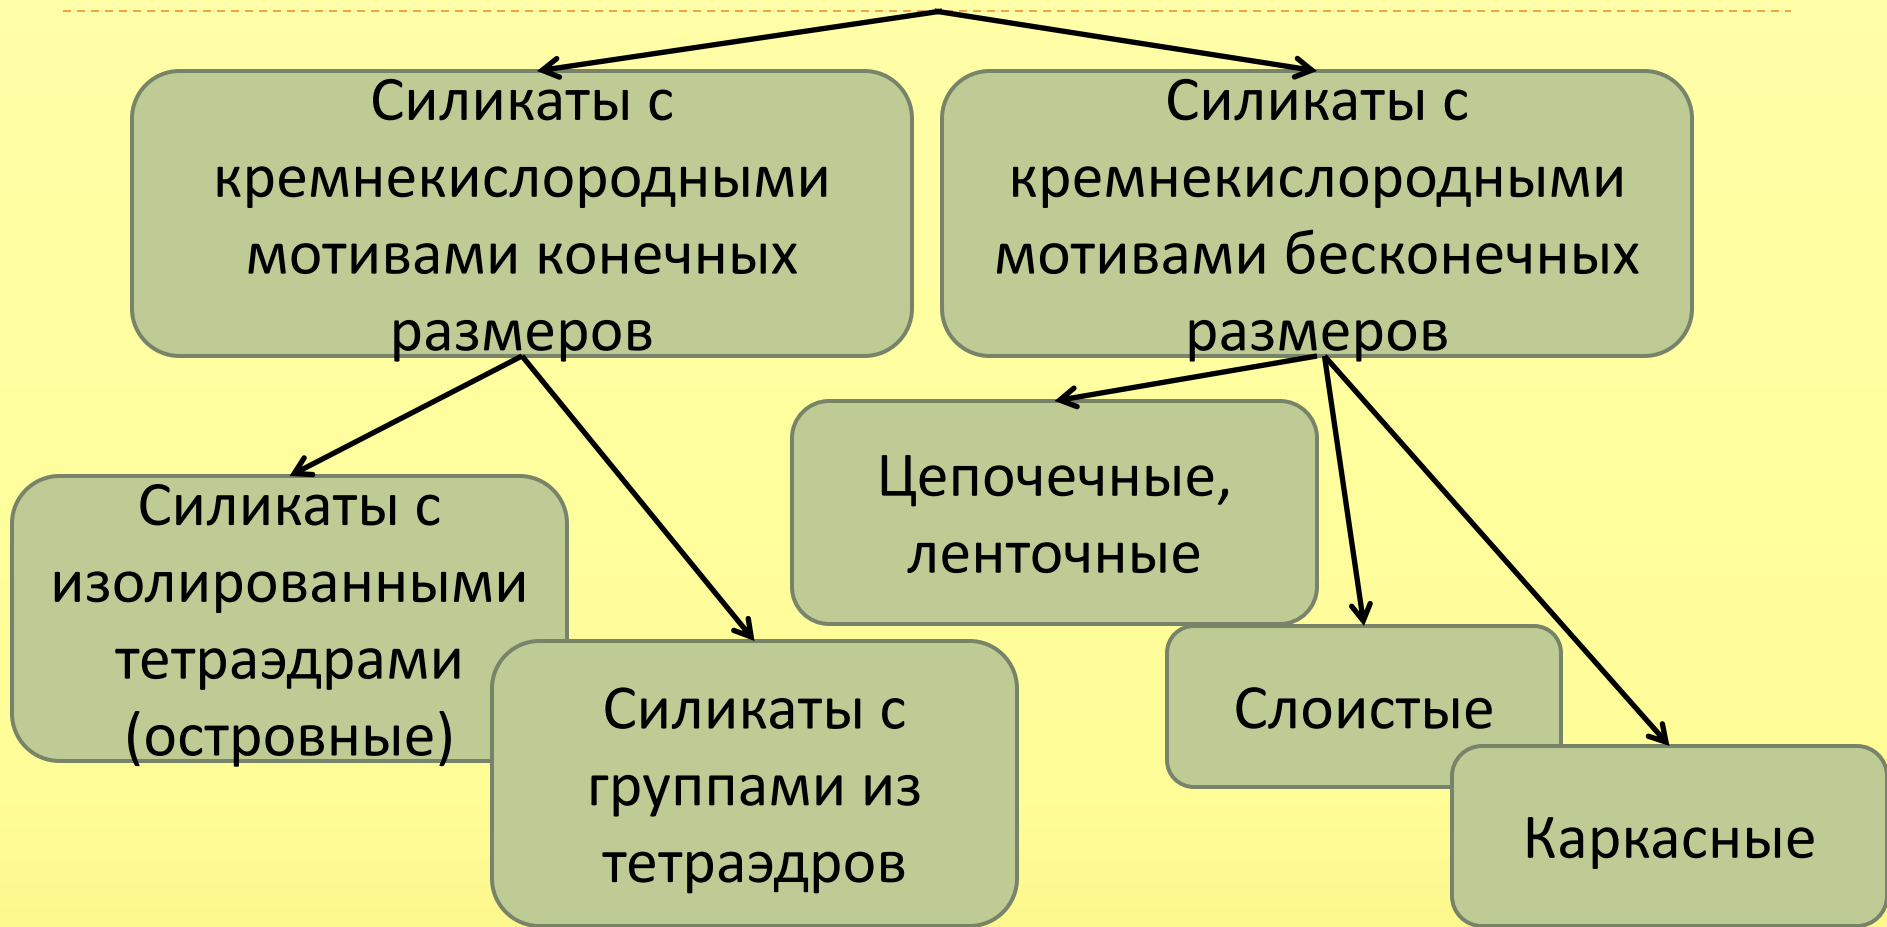 Силикаты с
кремнекислородными
мотивами конечных
размеров
Силикаты с
кремнекислородными
мотивами бесконечных
размеров
Силикаты с
изолированными
тетраэдрами
(островные)
Силикаты с
группами из
тетраэдров
Цепочечные,
ленточные
Слоистые
Каркасные